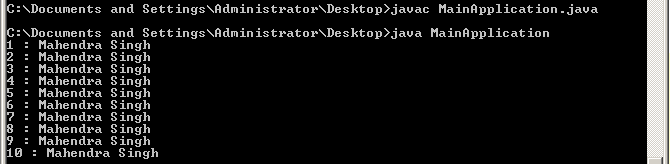 C:\Documents and Settings\Administrator\Desktop>javac MainApplication.java
C:\Documents and Settings\Administrator\Desktop>java MainApplication
1 : Mahendra Singh
2 : Mahendra Singh
3 : Mahendra Singh
4 : Mahendra Singh
5 : Mahendra Singh
6 : Mahendra Singh
7 : Mahendra Singh
8 : Mahendra Singh
9 : Mahendra Singh
10 : Mahendra Singh